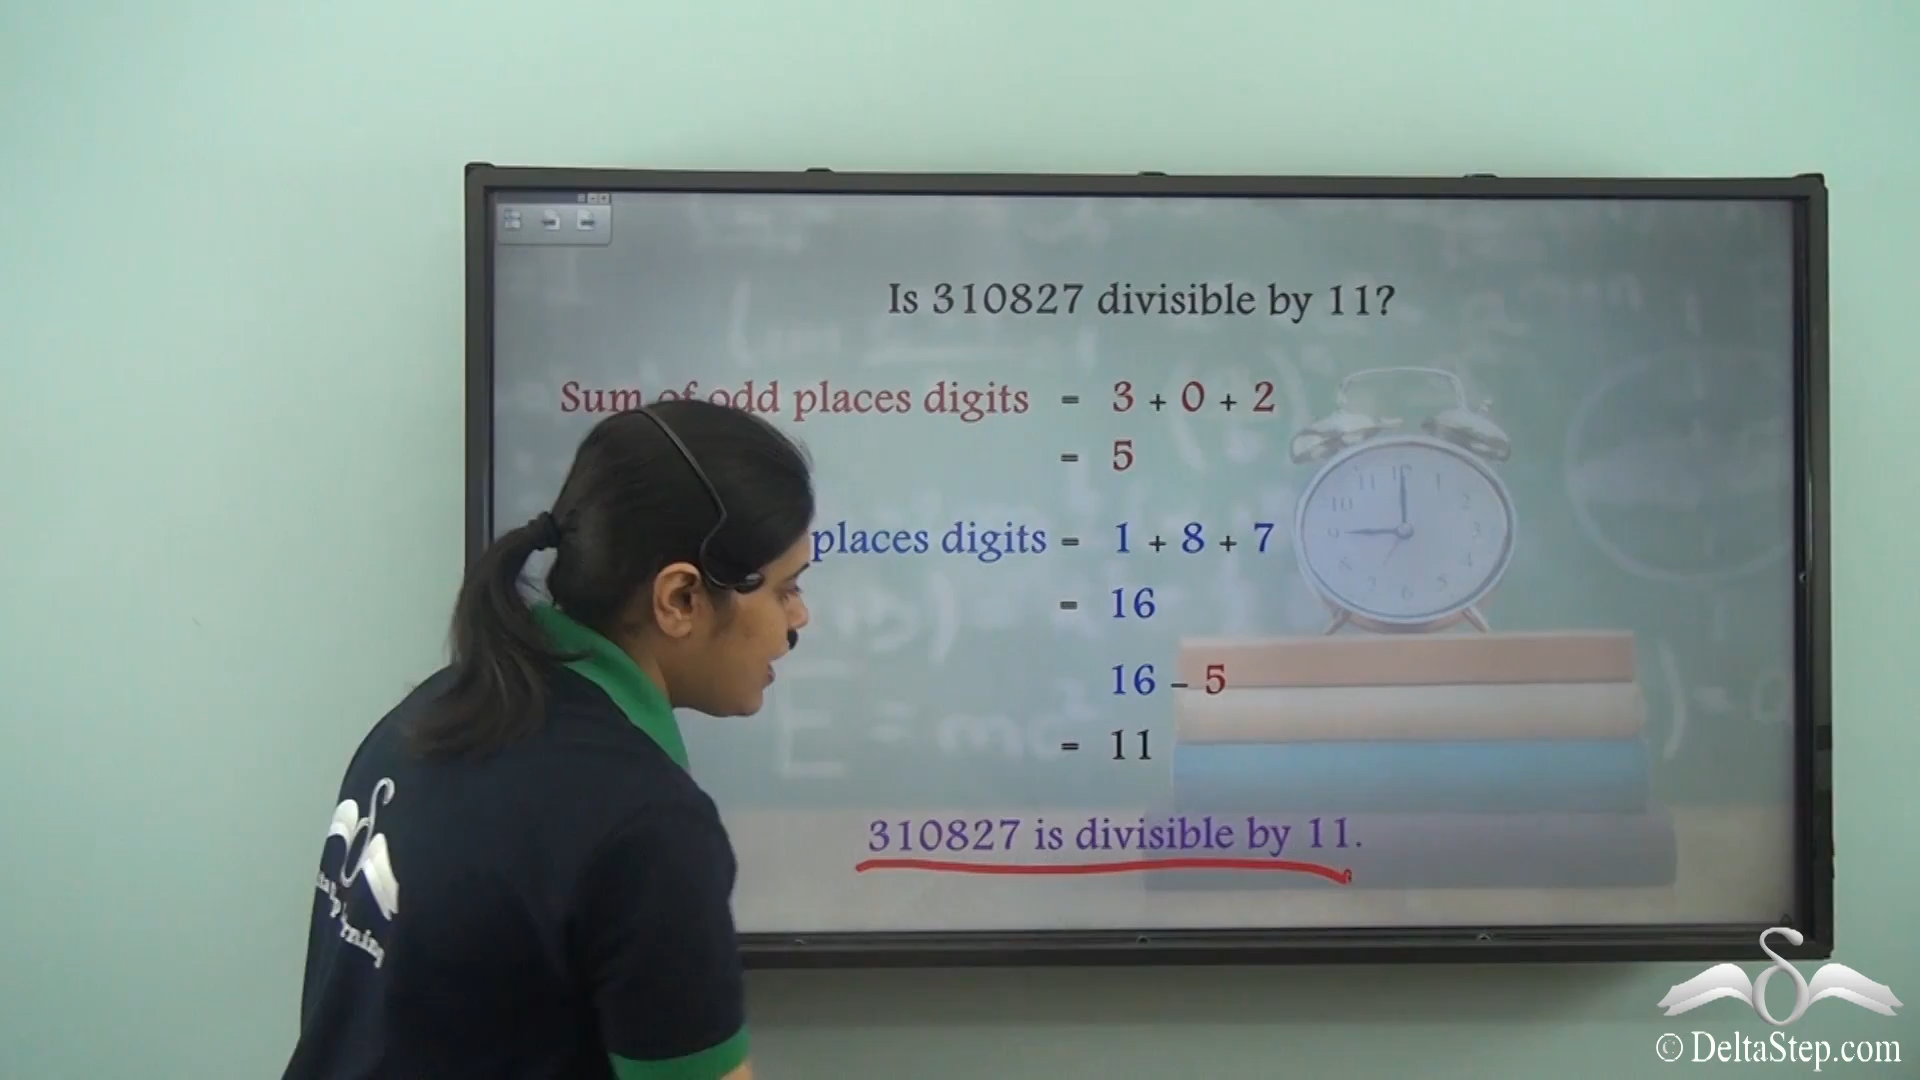 Is 310827 divisible by 11?
Sum of odd places digits = 3 + 0 + 2
= 5
places digits = 1 + 8 + 7
= 16
16 - 5
= 11
310827 is divisible by 11.
© DeltaStep.com